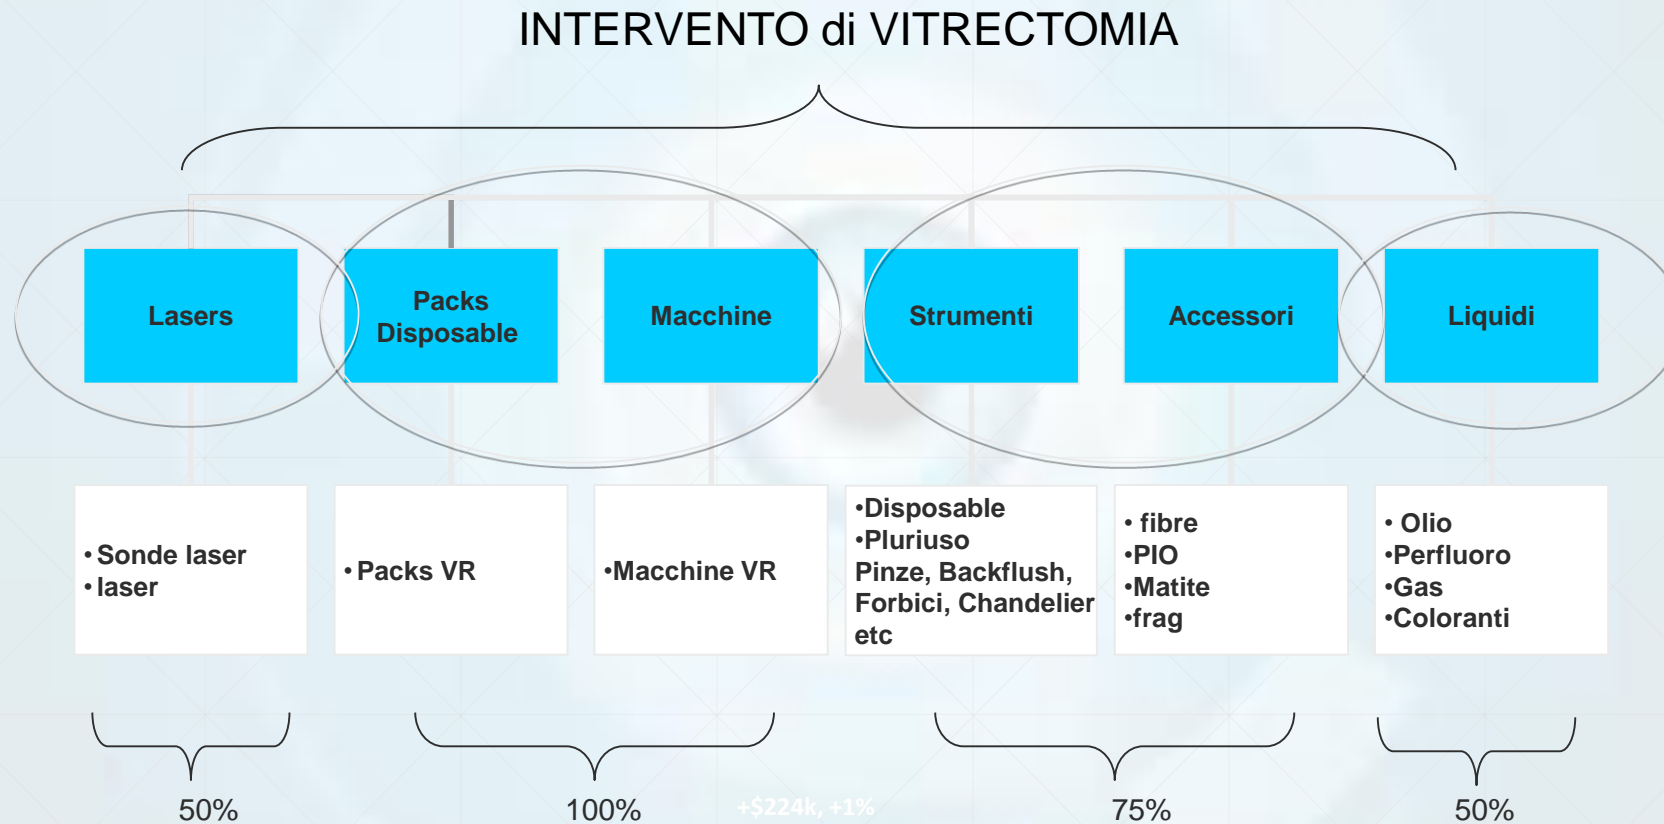 INTERVENTO di VITRECTOMIA
Lasers
Packs
Disposable
Macchine
Strumenti
Accessori
Liquidi
• Sonde laser
• laser
• Packs VR
•Macchine VR
•Disposable
•Pluriuso
Pinze, Backflush,
Forbici, Chandelier
etc
• fibre
•PIO
•Matite
•frag
• Olio
•Perfluoro
•Gas
•Coloranti
50%
100%
+$224k, +1%
75%
50%